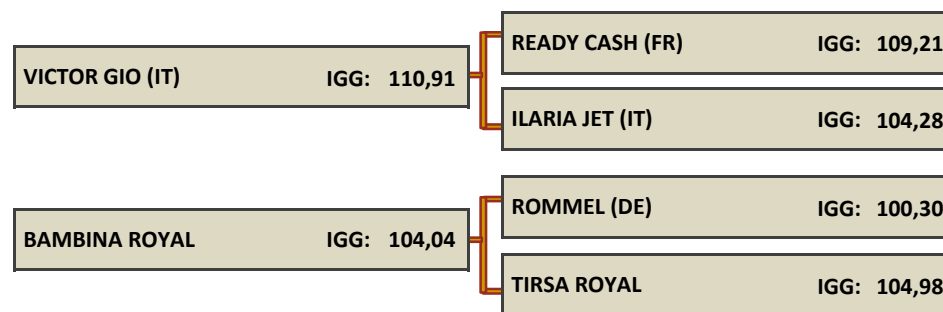 READY CASH (FR) IGG: 109,21
VICTOR GIO (IT) IGG: 110,91
ILARIA JET (IT) IGG: 104,28
ROMMEL (DE) IGG: 100,30
BAMBINA ROYAL IGG: 104,04
TIRSA ROYAL IGG: 104,98